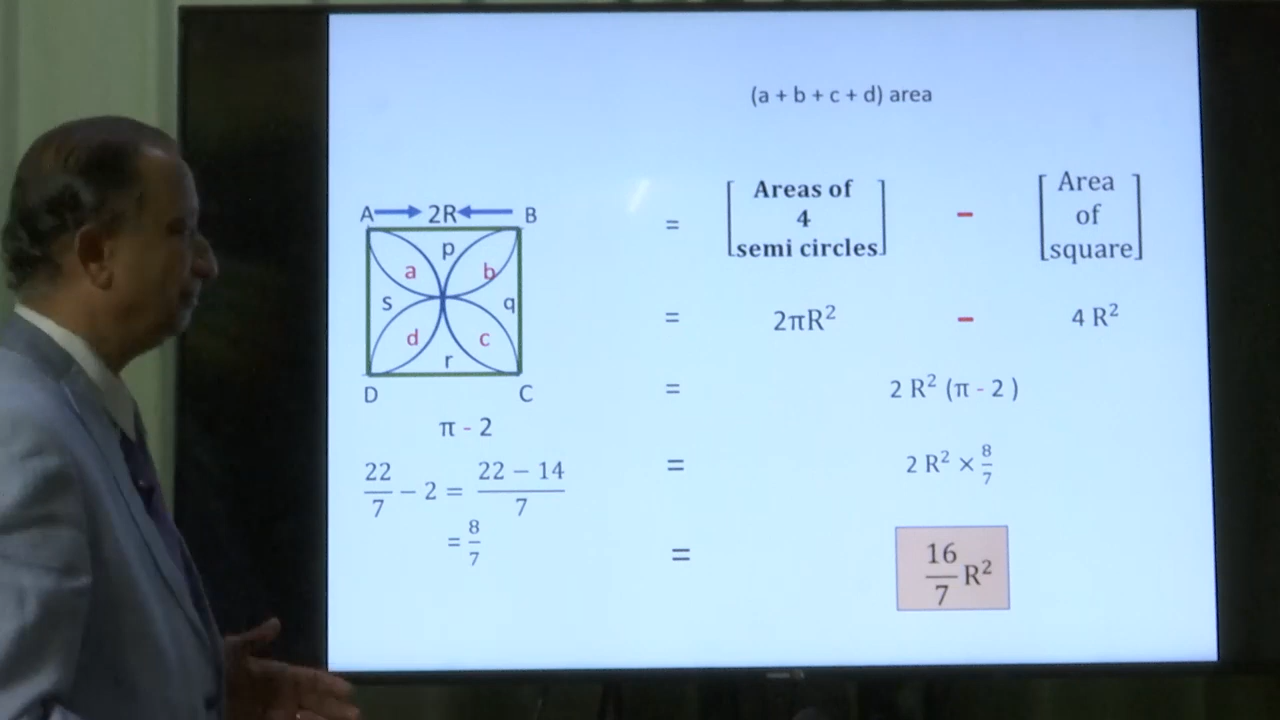 (a + b + c + d) area
A 2R B
p
a b
s q
d c
r
D C
π - 2
22/7 − 2 = (22 − 14)/7
= 8/7
= [Areas of 4 semi circles] - [Area of square]
= 2πR² - 4 R²
= 2 R² (π - 2 )
= 2 R² × 8/7
= 16/7 R²